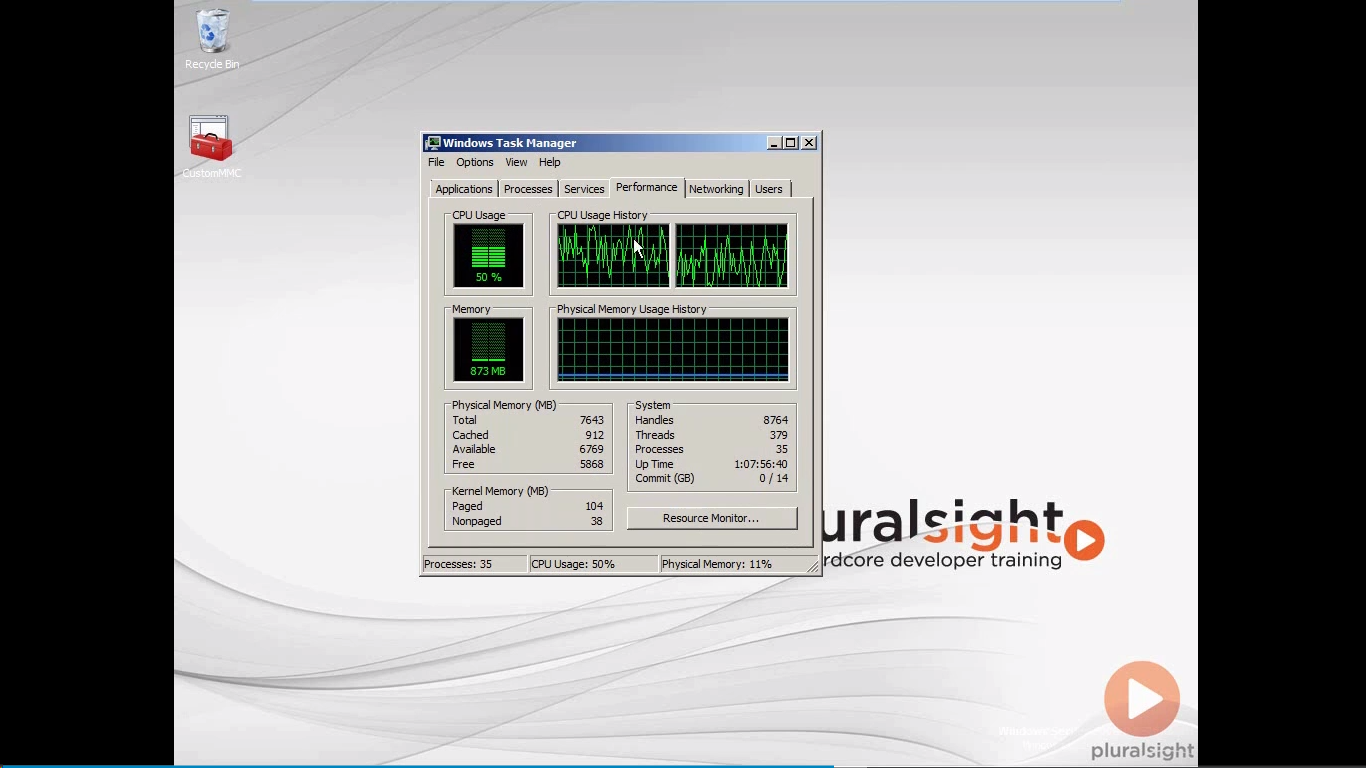 Recycle Bin
CustomMMC
Windows Task Manager
File Options View Help
Applications Processes Services Performance Networking Users
CPU Usage
50 %
CPU Usage History
Memory
873 MB
Physical Memory Usage History
Physical Memory (MB)
Total 7643
Cached 912
Available 6769
Free 5868
Kernel Memory (MB)
Paged 104
Nonpaged 38
System
Handles 8764
Threads 379
Processes 35
Up Time 1:07:56:40
Commit (GB) 0 / 14
Resource Monitor...
Processes: 35 CPU Usage: 50% Physical Memory: 11%
uralsight
rdcore developer training
pluralsight